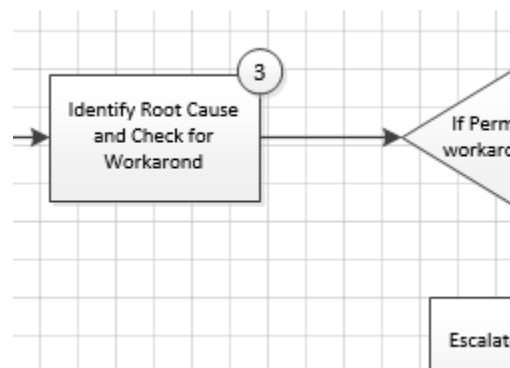 3
Identify Root Cause
and Check for
Workarond
If Perm
workaro
Escalat